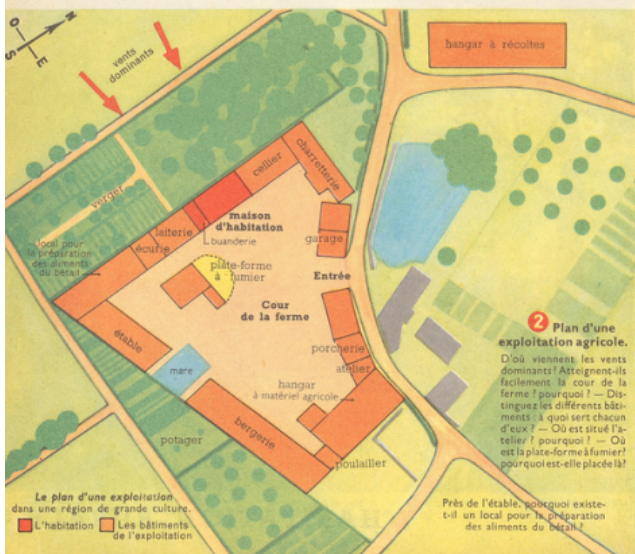 N
O
S
E
vents
dominants
hangar à récoltes
verger
cellier
charretterie
maison
d'habitation
laiterie
buanderie
écurie
garage
local pour
la préparation
des aliments
du bétail
plate-forme
à fumier
Entrée
Cour
de la ferme
étable
mare
porcherie
atelier
hangar
à matériel agricole
potager
bergerie
poulailler
2 Plan d'une
exploitation agricole.
D'où viennent les vents
dominants? Atteignent-ils
facilement la cour de la
ferme? pourquoi? — Dis-
tinguez les différents bâti-
ments : à quoi sert chacun
d'eux? — Où est situé l'a-
telier? pourquoi? — Où
est la plate-forme à fumier?
pourquoi est-elle placée là?
Près de l'étable, pourquoi existe-
t-il un local pour la préparation
des aliments du bétail?
Le plan d'une exploitation
dans une région de grande culture.
L'habitation
Les bâtiments
de l'exploitation